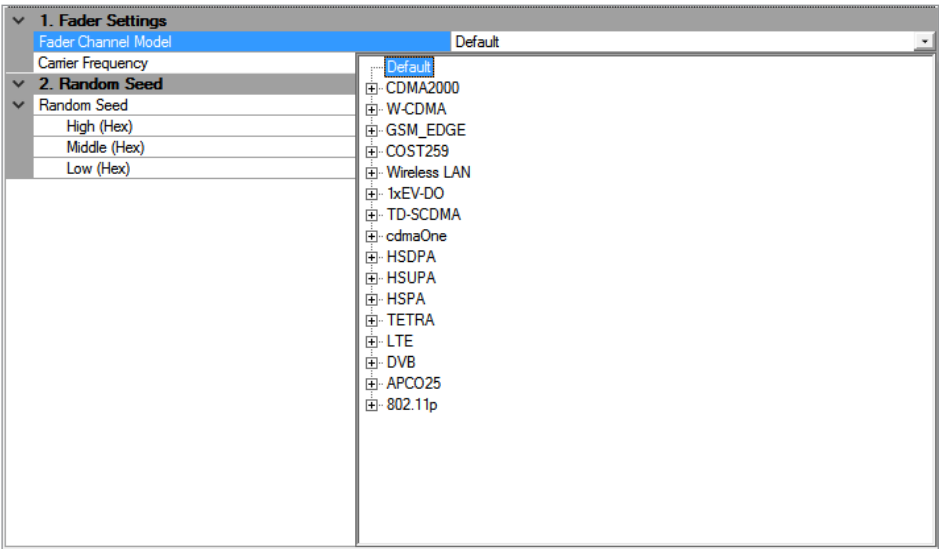 1. Fader Settings
Fader Channel Model Default
Carrier Frequency
2. Random Seed
Random Seed
High (Hex)
Middle (Hex)
Low (Hex)
Default
CDMA2000
W-CDMA
GSM_EDGE
COST259
Wireless LAN
1xEV-DO
TD-SCDMA
cdmaOne
HSDPA
HSUPA
HSPA
TETRA
LTE
DVB
APCO25
802.11p